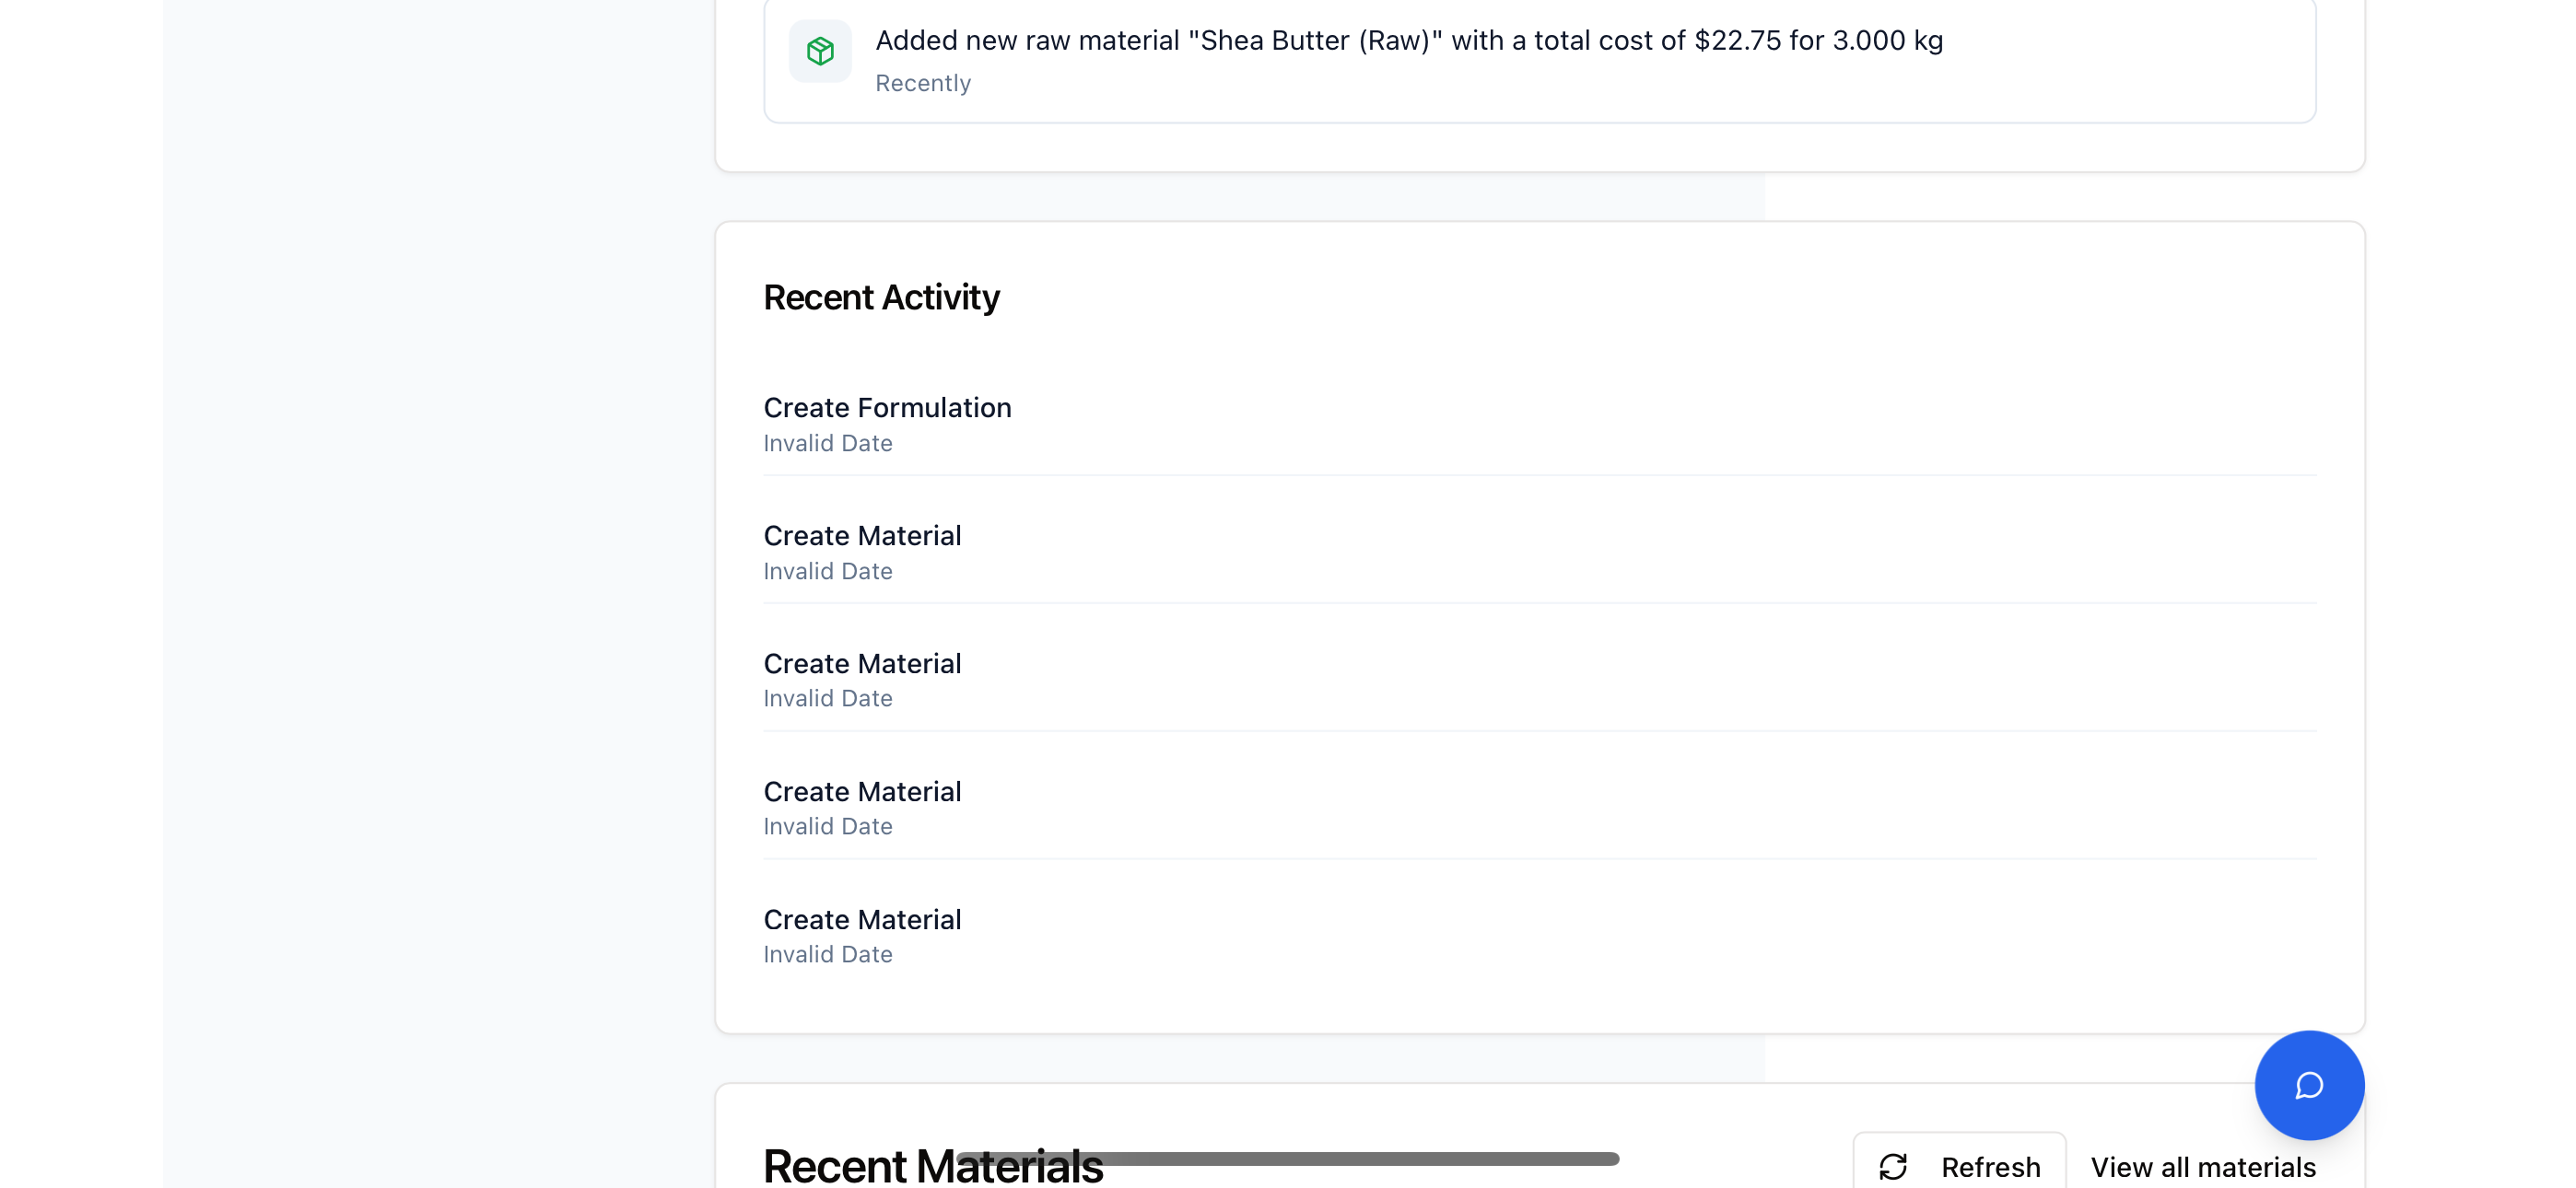 Added new raw material "Shea Butter (Raw)" with a total cost of $22.75 for 3.000 kg
Recently
Recent Activity
Create Formulation
Invalid Date
Create Material
Invalid Date
Create Material
Invalid Date
Create Material
Invalid Date
Create Material
Invalid Date
Recent Materials
Refresh
View all materials